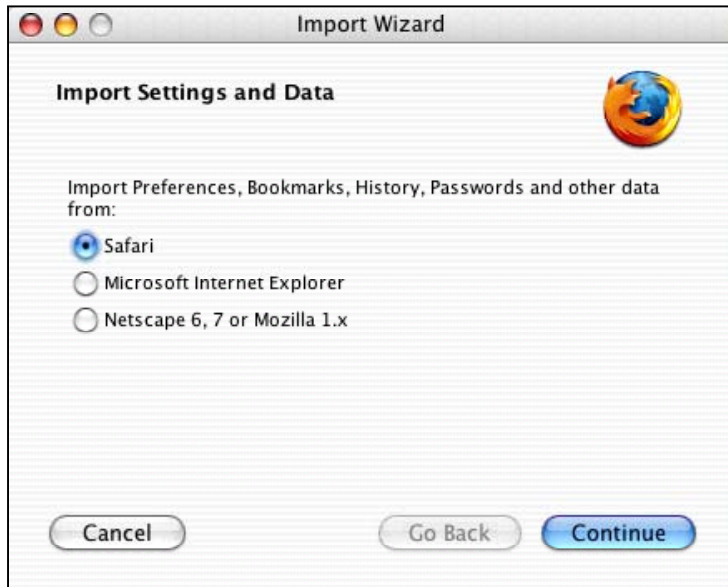 Import Wizard
Import Settings and Data
Import Preferences, Bookmarks, History, Passwords and other data
from:
Safari
Microsoft Internet Explorer
Netscape 6, 7 or Mozilla 1.x
Cancel
Go Back
Continue